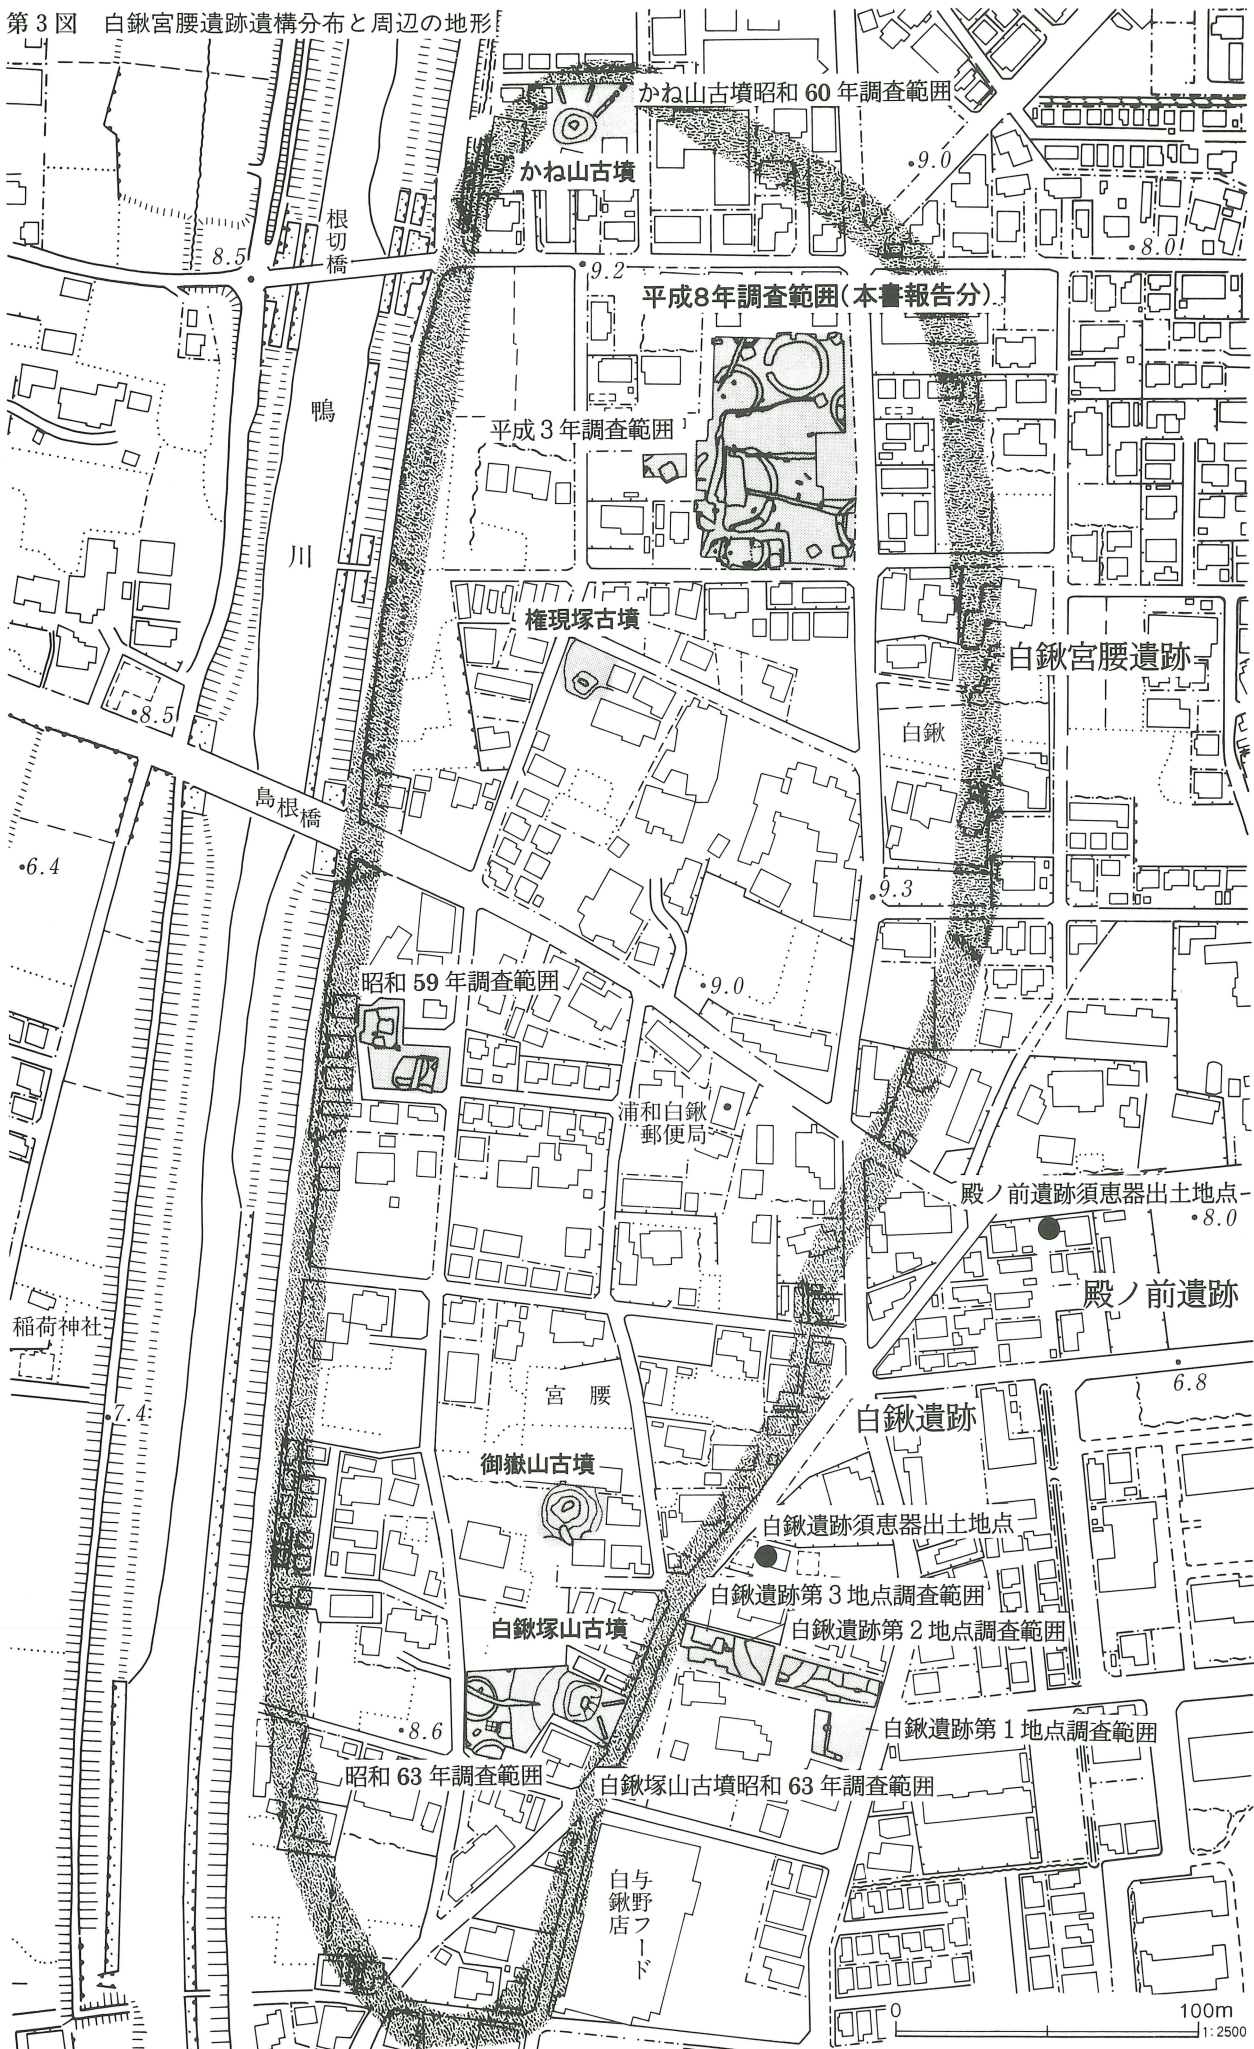 第3図　白鍬宮腰遺跡遺構分布と周辺の地形
かね山古墳昭和60年調査範囲
かね山古墳
9.0
根切橋
8.5
8.0
9.2
平成8年調査範囲(本書報告分)
鴨川
平成3年調査範囲
権現塚古墳
白鍬宮腰遺跡
8.5
白鍬
島根橋
6.4
9.3
昭和59年調査範囲
9.0
浦和白鍬
郵便局
殿ノ前遺跡須恵器出土地点
8.0
殿ノ前遺跡
稲荷神社
6.8
宮腰
7.4
白鍬遺跡
御嶽山古墳
白鍬遺跡須恵器出土地点
白鍬遺跡第3地点調査範囲
白鍬塚山古墳
白鍬遺跡第2地点調査範囲
8.6
白鍬遺跡第1地点調査範囲
昭和63年調査範囲
白鍬塚山古墳昭和63年調査範囲
与野フード
白鍬店
0
100m
1:2500